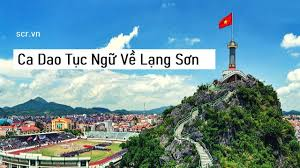 scr.vn
Ca Dao Tục Ngữ Về Lạng Sơn